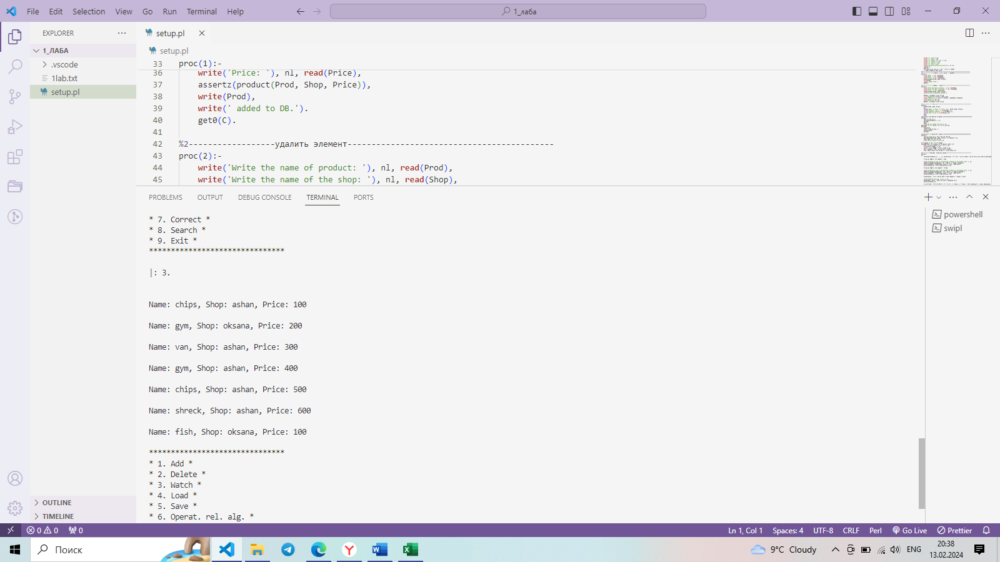 File Edit Selection View Go Run Terminal Help
1_лаба
EXPLORER
1_ЛАБА
.vscode
1lab.txt
setup.pl
OUTLINE
TIMELINE
setup.pl
setup.pl
33 proc(1):-
36 write('Price: '), nl, read(Price),
37 assertz(product(Prod, Shop, Price)),
38 write(Prod),
39 write(' added to DB.').
40 get0(C).
41
42 %2------------------удалить элемент-------------------------------------------
43 proc(2):-
44 write('Write the name of product: '), nl, read(Prod),
45 write('Write the name of the shop: '), nl, read(Shop),
PROBLEMS OUTPUT DEBUG CONSOLE TERMINAL PORTS
powershell
swipl
* 7. Correct *
* 8. Search *
* 9. Exit *
*******************************
|: 3.
Name: chips, Shop: ashan, Price: 100
Name: gym, Shop: oksana, Price: 200
Name: van, Shop: ashan, Price: 300
Name: gym, Shop: ashan, Price: 400
Name: chips, Shop: ashan, Price: 500
Name: shreck, Shop: ashan, Price: 600
Name: fish, Shop: oksana, Price: 100
*******************************
* 1. Add *
* 2. Delete *
* 3. Watch *
* 4. Load *
* 5. Save *
* 6. Operat. rel. alg. *
0 0 0
Ln 1, Col 1 Spaces: 4 UTF-8 CRLF Perl Go Live Prettier
Поиск
9°C Cloudy
ENG
20:38
13.02.2024